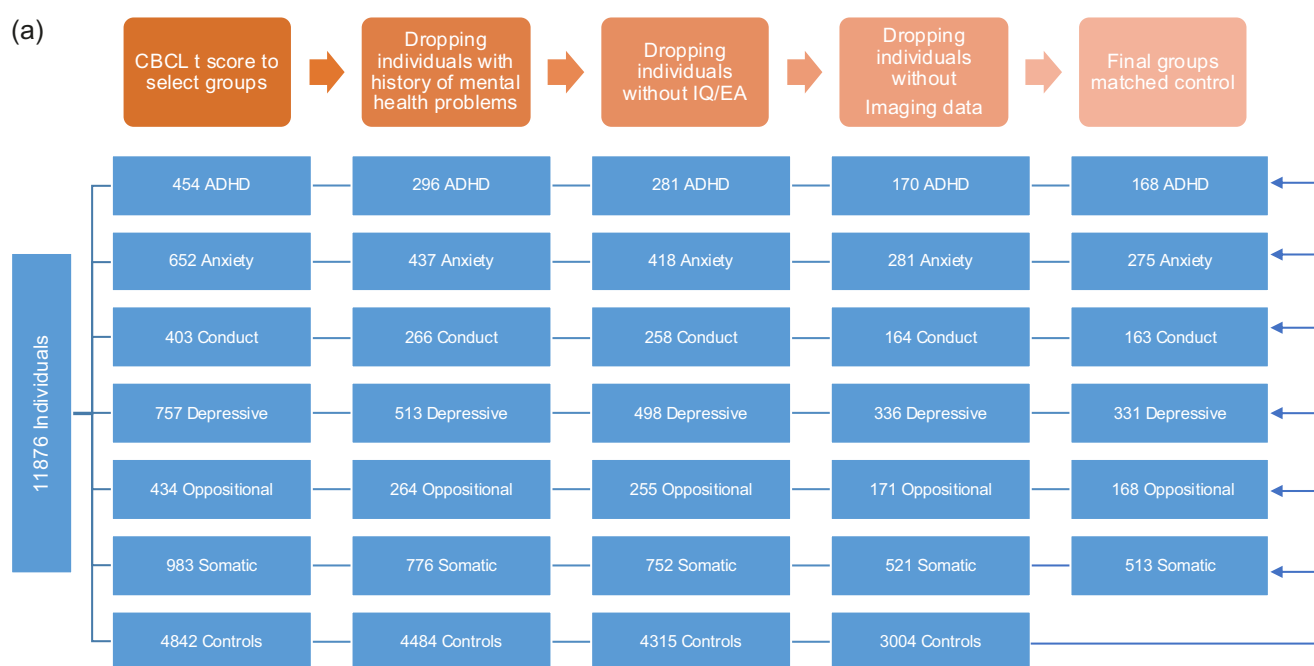 (a)
CBCL t score to
select groups
Dropping
individuals with
history of mental
health problems
Dropping
individuals
without IQ/EA
Dropping
individuals
without
Imaging data
Final groups
matched control
11876 Individuals
454 ADHD
296 ADHD
281 ADHD
170 ADHD
168 ADHD
652 Anxiety
437 Anxiety
418 Anxiety
281 Anxiety
275 Anxiety
403 Conduct
266 Conduct
258 Conduct
164 Conduct
163 Conduct
757 Depressive
513 Depressive
498 Depressive
336 Depressive
331 Depressive
434 Oppositional
264 Oppositional
255 Oppositional
171 Oppositional
168 Oppositional
983 Somatic
776 Somatic
752 Somatic
521 Somatic
513 Somatic
4842 Controls
4484 Controls
4315 Controls
3004 Controls